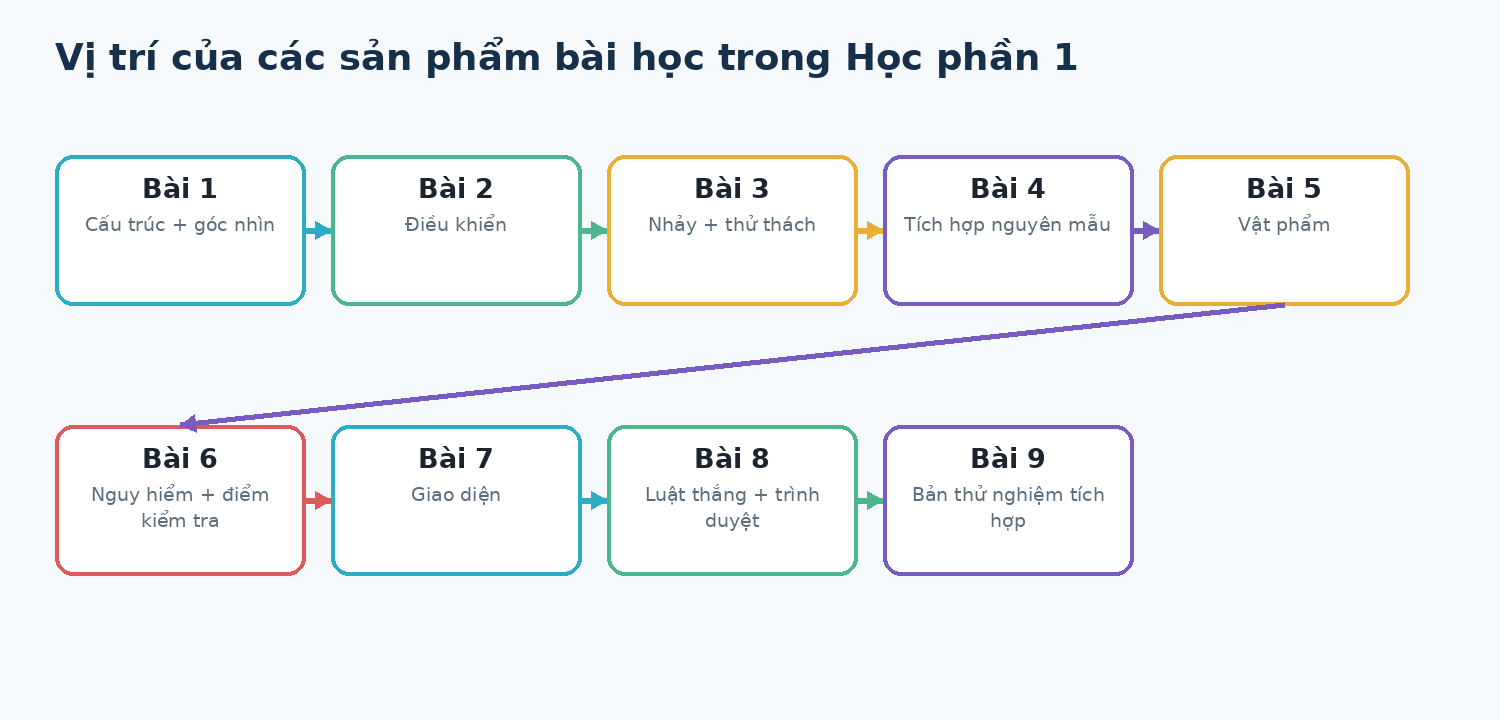 Vị trí của các sản phẩm bài học trong Học phần 1
Bài 1
Cấu trúc + góc nhìn
Bài 2
Điều khiển
Bài 3
Nhảy + thử thách
Bài 4
Tích hợp nguyên mẫu
Bài 5
Vật phẩm
Bài 6
Nguy hiểm + điểm
kiểm tra
Bài 7
Giao diện
Bài 8
Luật thắng + trình
duyệt
Bài 9
Bản thử nghiệm tích
hợp